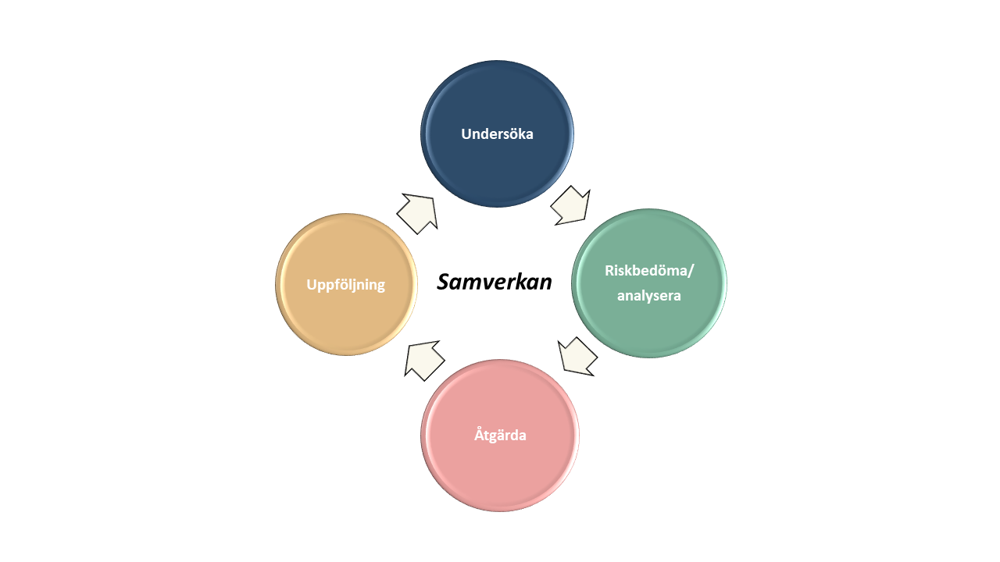 Undersöka
Riskbedöma/
analysera
Samverkan
Uppföljning
Åtgärda